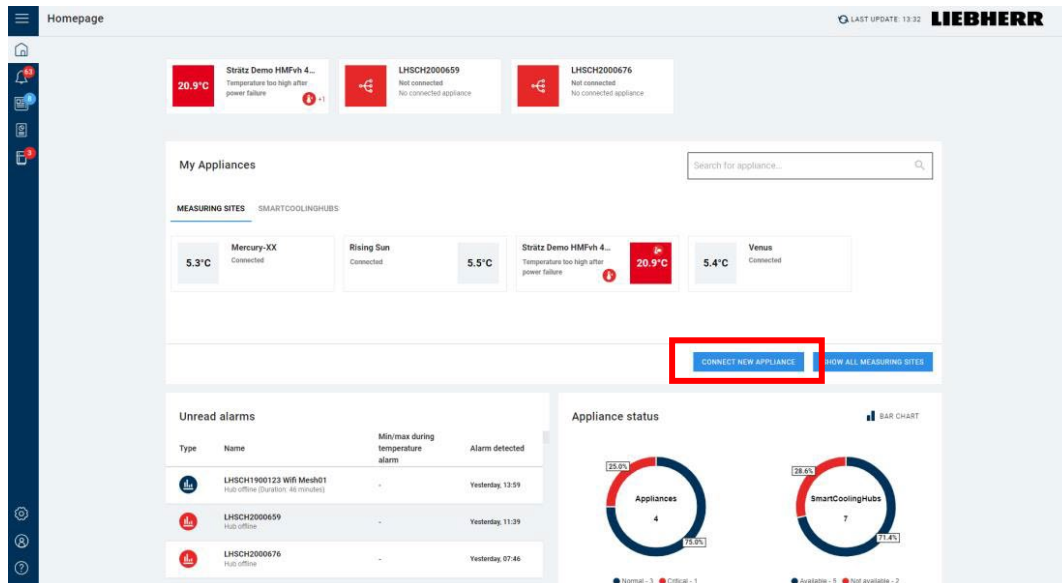 Homepage
LAST UPDATE: 13:32
LIEBHERR
63
8
3
20.9°C
Strätz Demo HMFvh 4...
Temperature too high after
power failure
+1
LHSCH2000659
Not connected
No connected appliance
LHSCH2000676
Not connected
No connected appliance
My Appliances
Search for appliance...
MEASURING SITES
SMARTCOOLINGHUBS
5.3°C
Mercury-XX
Connected
Rising Sun
Connected
5.5°C
Strätz Demo HMFvh 4...
Temperature too high after
power failure
20.9°C
5.4°C
Venus
Connected
CONNECT NEW APPLIANCE
SHOW ALL MEASURING SITES
Unread alarms
Type
Name
Min/max during
temperature
alarm
Alarm detected
LHSCH1900123 Wifi Mesh01
Hub offline (Duration: 46 minutes)
-
Yesterday, 13:59
LHSCH2000659
Hub offline
-
Yesterday, 11:39
LHSCH2000676
Hub offline
-
Yesterday, 07:46
Appliance status
BAR CHART
25.0%
Appliances
4
75.0%
Normal - 3
Critical - 1
28.6%
SmartCoolingHubs
7
71.4%
Available - 5
Not available - 2